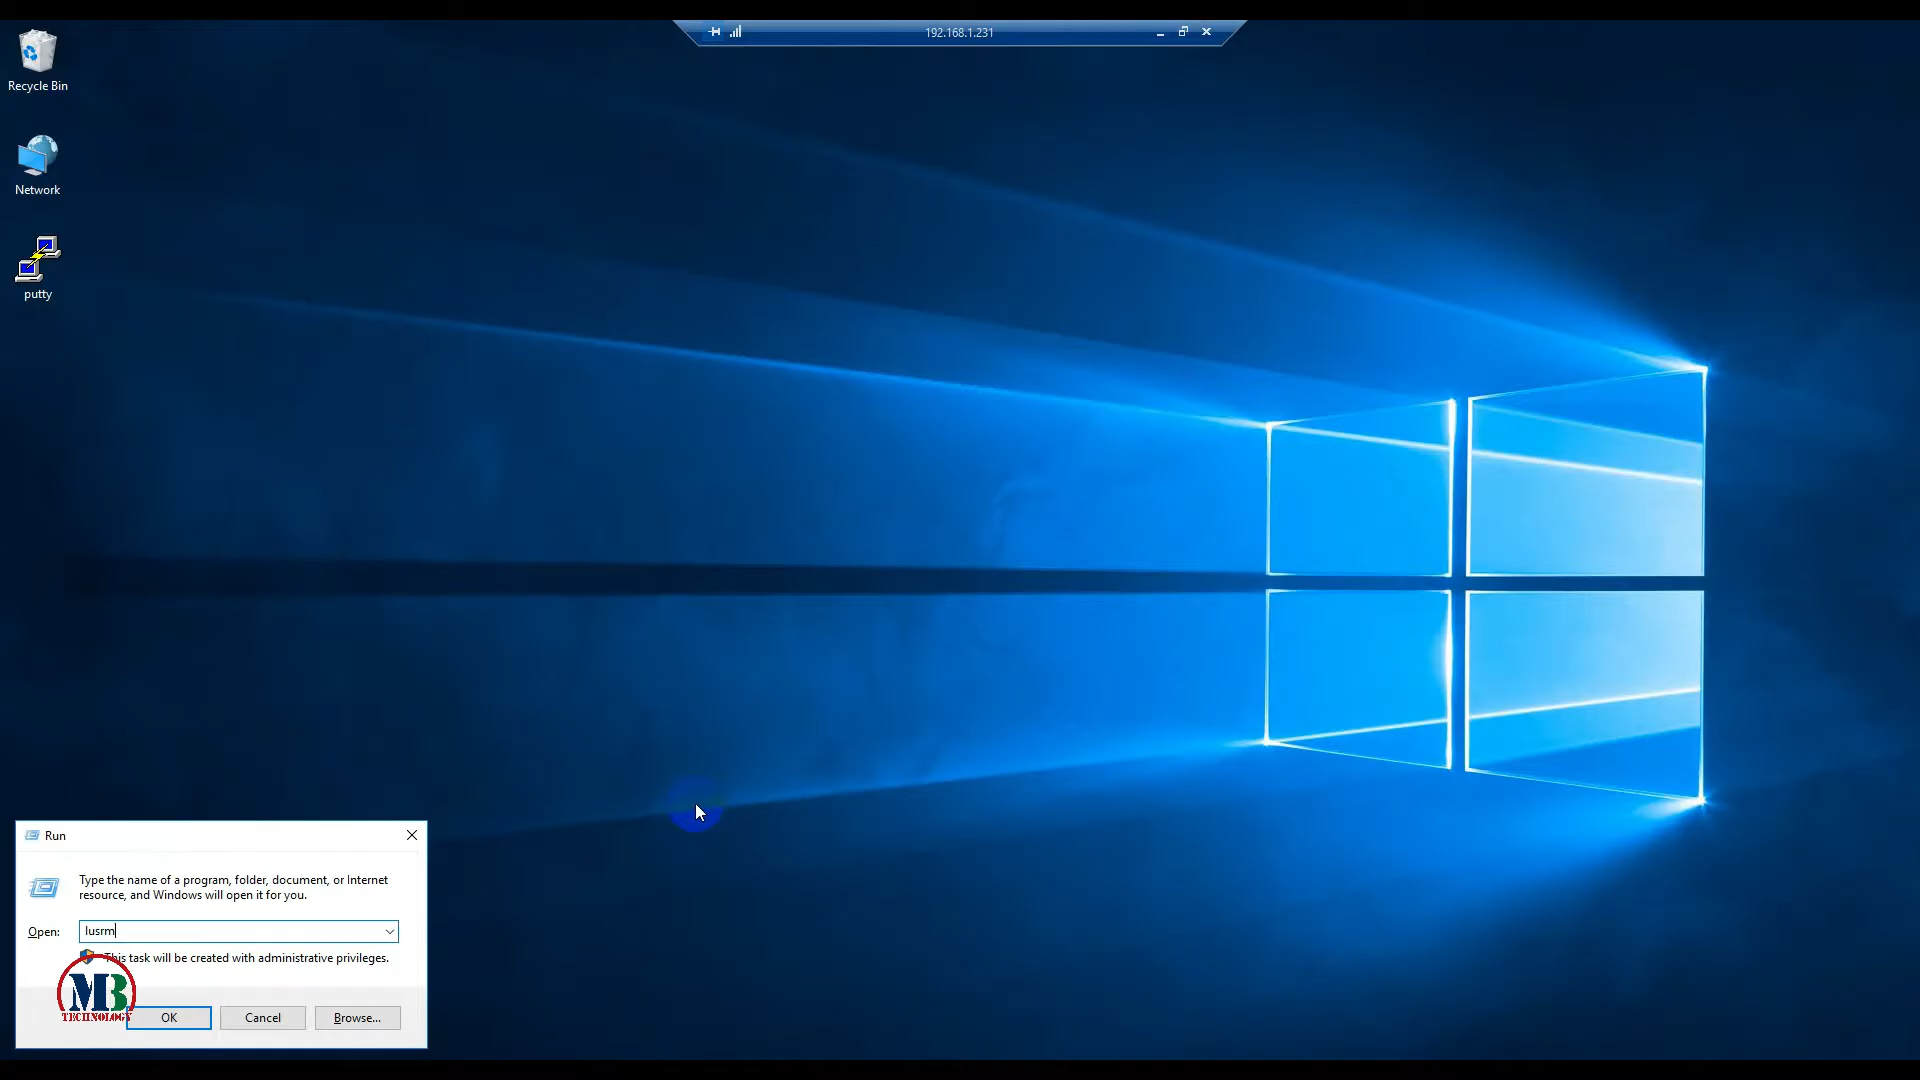 192.168.1.231
Recycle Bin
Network
putty
Run
Type the name of a program, folder, document, or Internet
resource, and Windows will open it for you.
Open:
lusrm
This task will be created with administrative privileges.
MB
TECHNOLOGY
OK
Cancel
Browse...